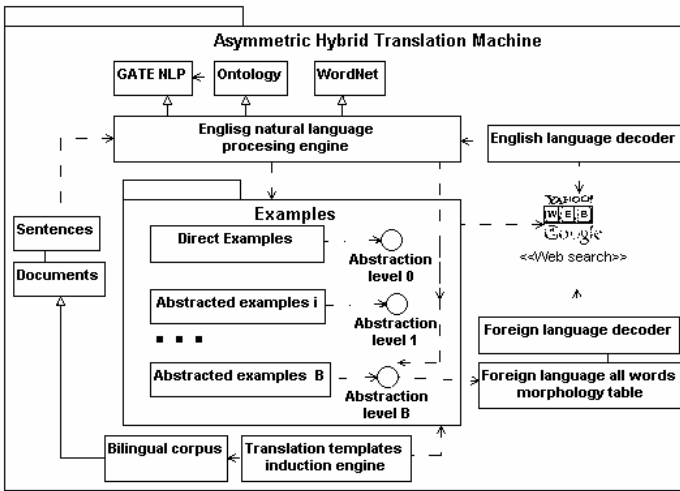 Asymmetric Hybrid Translation Machine
GATE NLP
Ontology
WordNet
Englisg natural language
procesing engine
English language decoder
Examples
YAHOO!
WEB
Google
<<Web search>>
Sentences
Documents
Direct Examples
Abstraction
level 0
Abstracted examples i
Abstraction
level 1
Foreign language decoder
Abstracted examples B
Abstraction
level B
Foreign language all words
morphology table
Bilingual corpus
Translation templates
induction engine